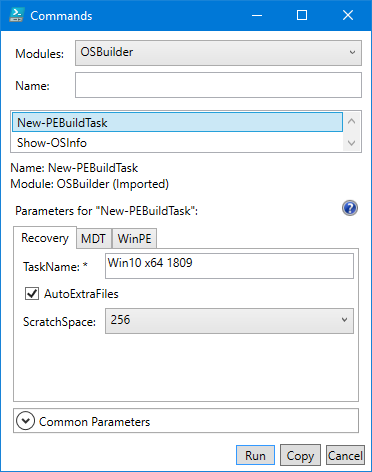 Commands
Modules: OSBuilder
Name:
New-PEBuildTask
Show-OSInfo
Name: New-PEBuildTask
Module: OSBuilder (Imported)
Parameters for "New-PEBuildTask": ?
Recovery MDT WinPE
TaskName: * Win10 x64 1809
AutoExtraFiles
ScratchSpace: 256
Common Parameters
Run Copy Cancel